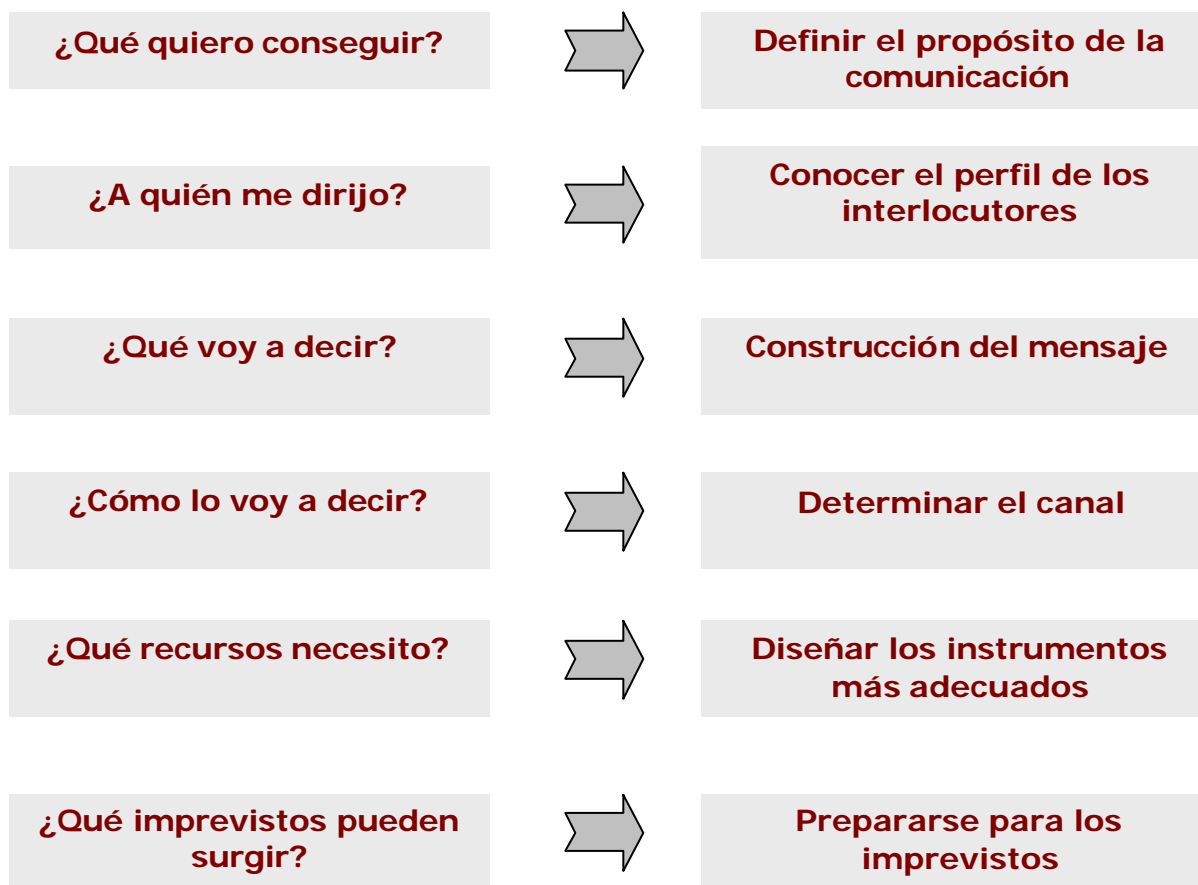 ¿Qué quiero conseguir?
Definir el propósito de la
comunicación
¿A quién me dirijo?
Conocer el perfil de los
interlocutores
¿Qué voy a decir?
Construcción del mensaje
¿Cómo lo voy a decir?
Determinar el canal
¿Qué recursos necesito?
Diseñar los instrumentos
más adecuados
¿Qué imprevistos pueden
surgir?
Prepararse para los
imprevistos